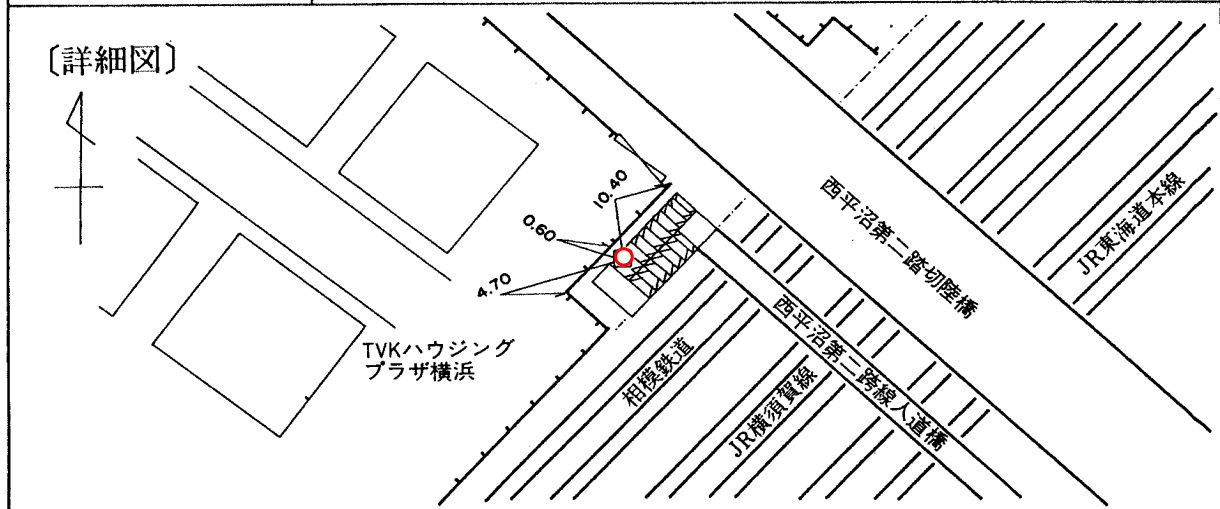 〔詳細図〕
10.40
0.60
4.70
TVKハウジング
プラザ横浜
西平沼第二踏切陸橋
JR東海道本線
西平沼第二跨線人道橋
相模鉄道
JR横須賀線